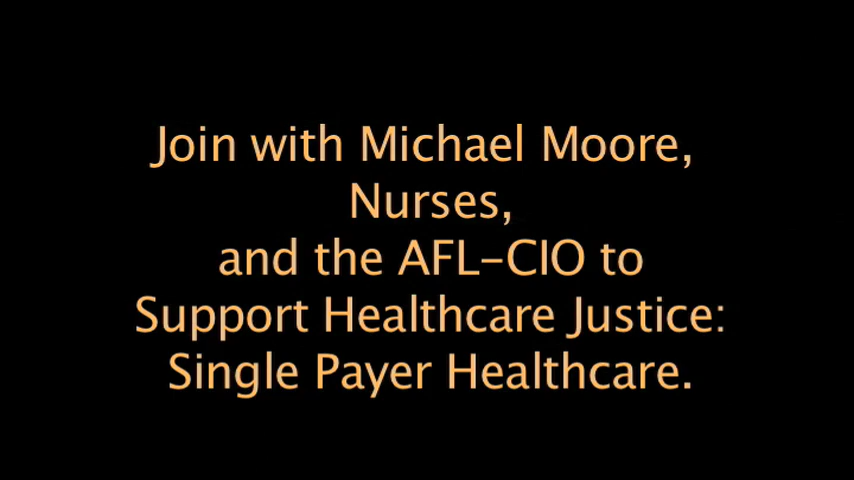 Join with Michael Moore,
Nurses,
and the AFL-CIO to
Support Healthcare Justice:
Single Payer Healthcare.